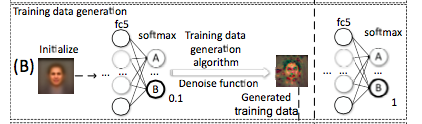 Training data generation
fc5
softmax
Initialize
Training data
generation
algorithm
(B)
A
...
...
...
B
0.1
Denoise function
Generated
training data
fc5
softmax
A
...
...
B
1